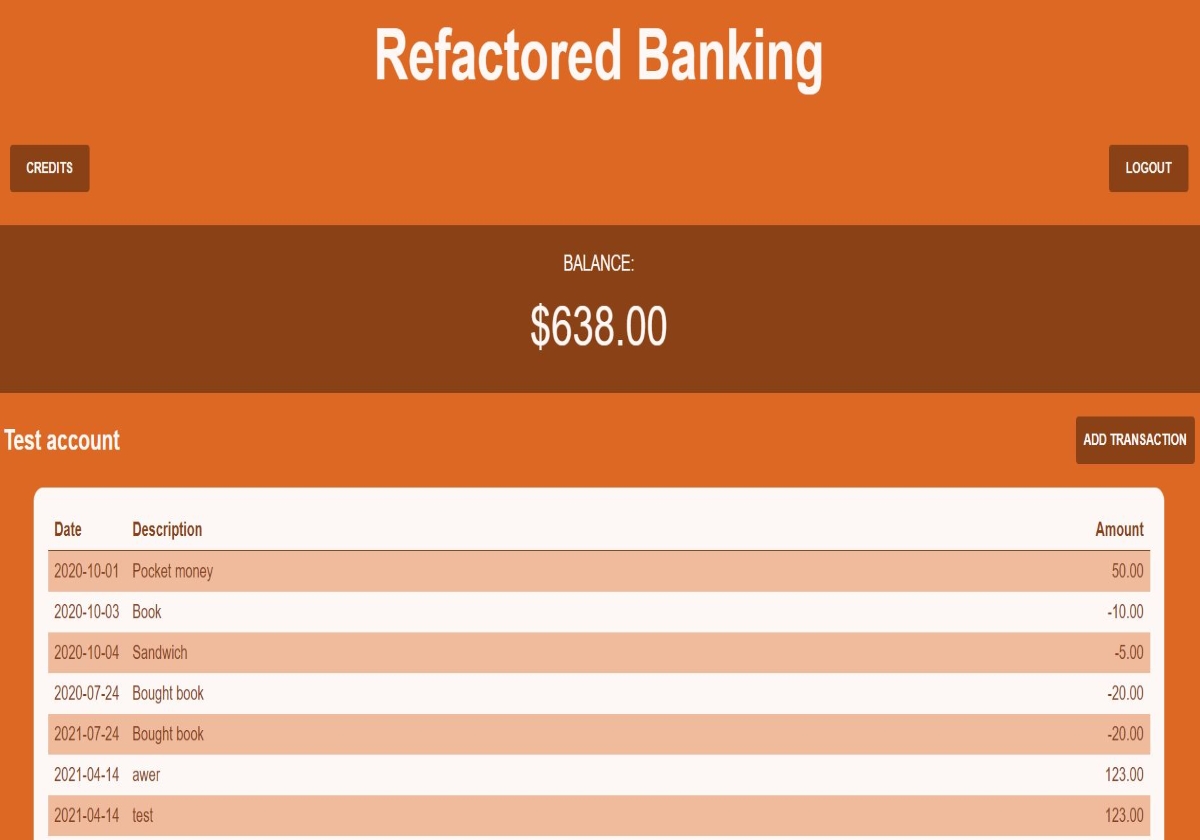 Refactored Banking
CREDITS LOGOUT
BALANCE:
$638.00
Test account ADD TRANSACTION
Date Description Amount
2020-10-01 Pocket money 50.00
2020-10-03 Book -10.00
2020-10-04 Sandwich -5.00
2020-07-24 Bought book -20.00
2021-07-24 Bought book -20.00
2021-04-14 awer 123.00
2021-04-14 test 123.00